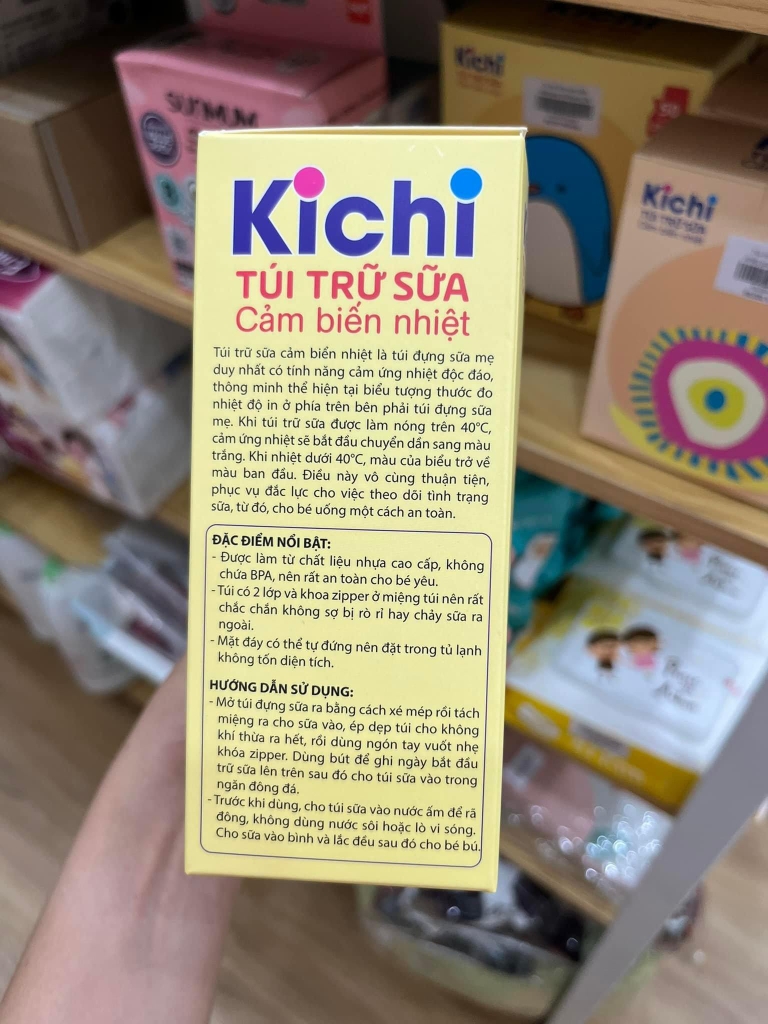 Kichi
TÚI TRỮ SỮA
Cảm biến nhiệt
Túi trữ sữa cảm biến nhiệt là túi đựng sữa mẹ
duy nhất có tính năng cảm ứng nhiệt độc đáo,
thông minh thể hiện tại biểu tượng thước đo
nhiệt độ in ở phía trên bên phải túi đựng sữa
mẹ. Khi túi trữ sữa được làm nóng trên 40°C,
cảm ứng nhiệt sẽ bắt đầu chuyển dần sang màu
trắng. Khi nhiệt dưới 40°C, màu của biểu trở về
màu ban đầu. Điều này vô cùng thuận tiện,
phục vụ đắc lực cho việc theo dõi tình trạng
sữa, từ đó, cho bé uống một cách an toàn.
ĐẶC ĐIỂM NỔI BẬT:
- Được làm từ chất liệu nhựa cao cấp, không
chứa BPA, nên rất an toàn cho bé yêu.
- Túi có 2 lớp và khoa zipper ở miệng túi nên rất
chắc chắn không sợ bị rò rỉ hay chảy sữa ra
ngoài.
- Mặt đáy có thể tự đứng nên đặt trong tủ lạnh
không tốn diện tích.
HƯỚNG DẪN SỬ DỤNG:
- Mở túi đựng sữa ra bằng cách xé mép rồi tách
miệng ra cho sữa vào, ép dẹp túi cho không
khí thừa ra hết, rồi dùng ngón tay vuốt nhẹ
khóa zipper. Dùng bút để ghi ngày bắt đầu
trữ sữa lên trên sau đó cho túi sữa vào trong
ngăn đông đá.
- Trước khi dùng, cho túi sữa vào nước ấm để rã
đông, không dùng nước sôi hoặc lò vi sóng.
Cho sữa vào bình và lắc đều sau đó cho bé bú.
Kichi
Kichi
TÚI TRỮ SỮA